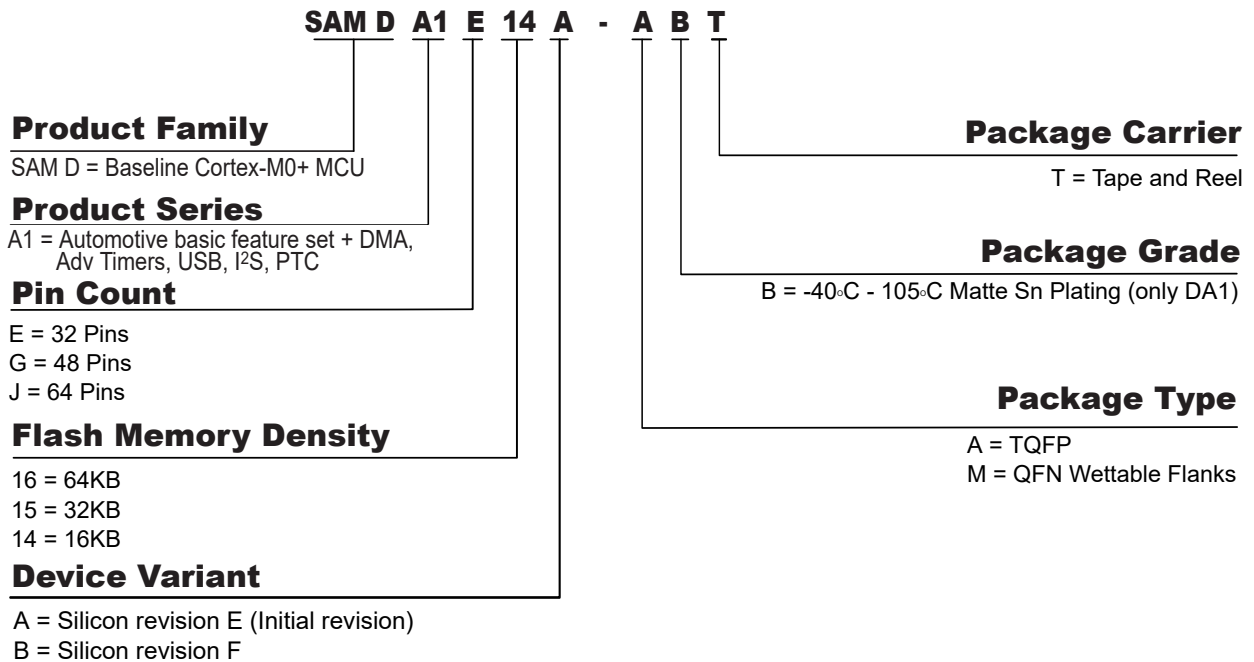 SAM D A1 E 14 A - A B T
Product Family
SAM D = Baseline Cortex-M0+ MCU
Product Series
A1 = Automotive basic feature set + DMA,
Adv Timers, USB, I²S, PTC
Pin Count
E = 32 Pins
G = 48 Pins
J = 64 Pins
Flash Memory Density
16 = 64KB
15 = 32KB
14 = 16KB
Device Variant
A = Silicon revision E (Initial revision)
B = Silicon revision F
Package Carrier
T = Tape and Reel
Package Grade
B = -40◦C - 105◦C Matte Sn Plating (only DA1)
Package Type
A = TQFP
M = QFN Wettable Flanks